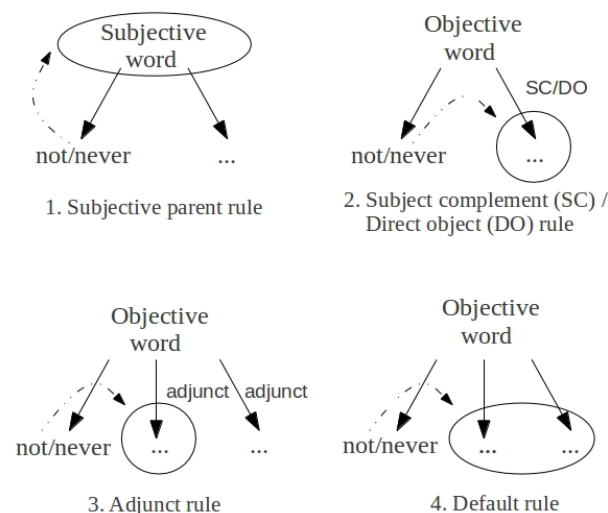 Subjective
word
not/never
...
1. Subjective parent rule
Objective
word
SC/DO
not/never
...
2. Subject complement (SC) /
Direct object (DO) rule
Objective
word
adjunct
adjunct
not/never
...
...
3. Adjunct rule
Objective
word
not/never
...
...
4. Default rule